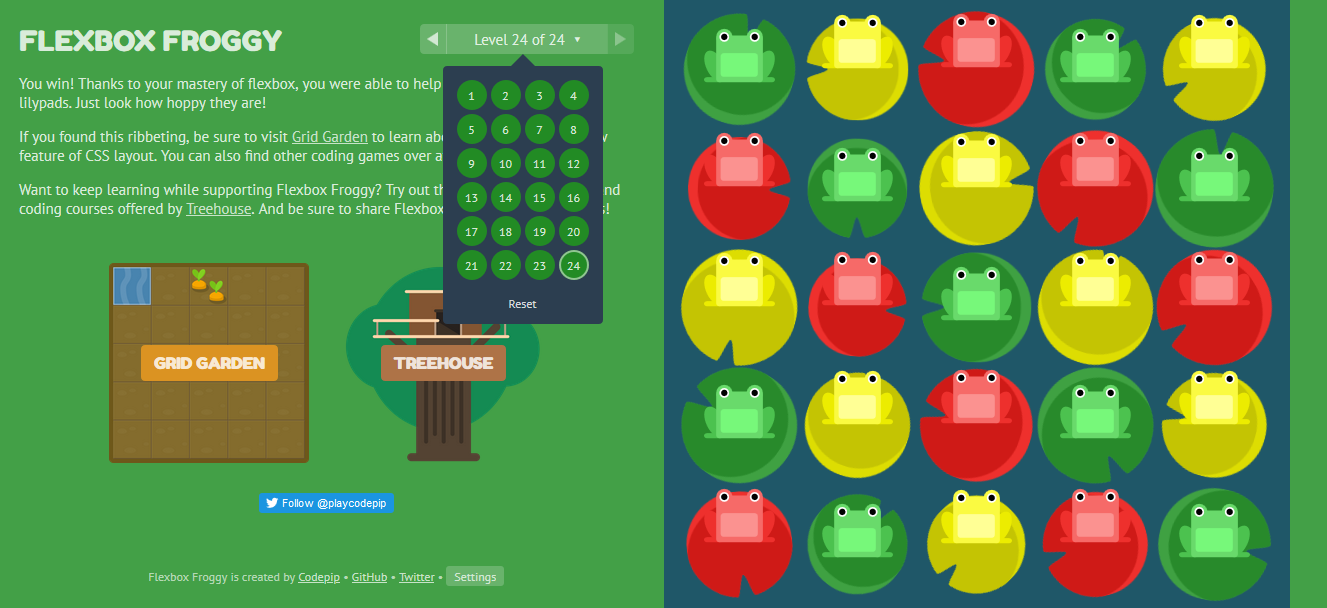 FLEXBOX FROGGY
Level 24 of 24
You win! Thanks to your mastery of flexbox, you were able to help
lilypads. Just look how hoppy they are!
If you found this ribbeting, be sure to visit Grid Garden to learn
feature of CSS layout. You can also find other coding games over
Want to keep learning while supporting Flexbox Froggy? Try out
coding courses offered by Treehouse. And be sure to share Flexbox
1 2 3 4
5 6 7 8
9 10 11 12
13 14 15 16
17 18 19 20
21 22 23 24
Reset
GRID GARDEN
TREEHOUSE
Follow @playcodepip
Flexbox Froggy is created by Codepip • GitHub • Twitter • Settings